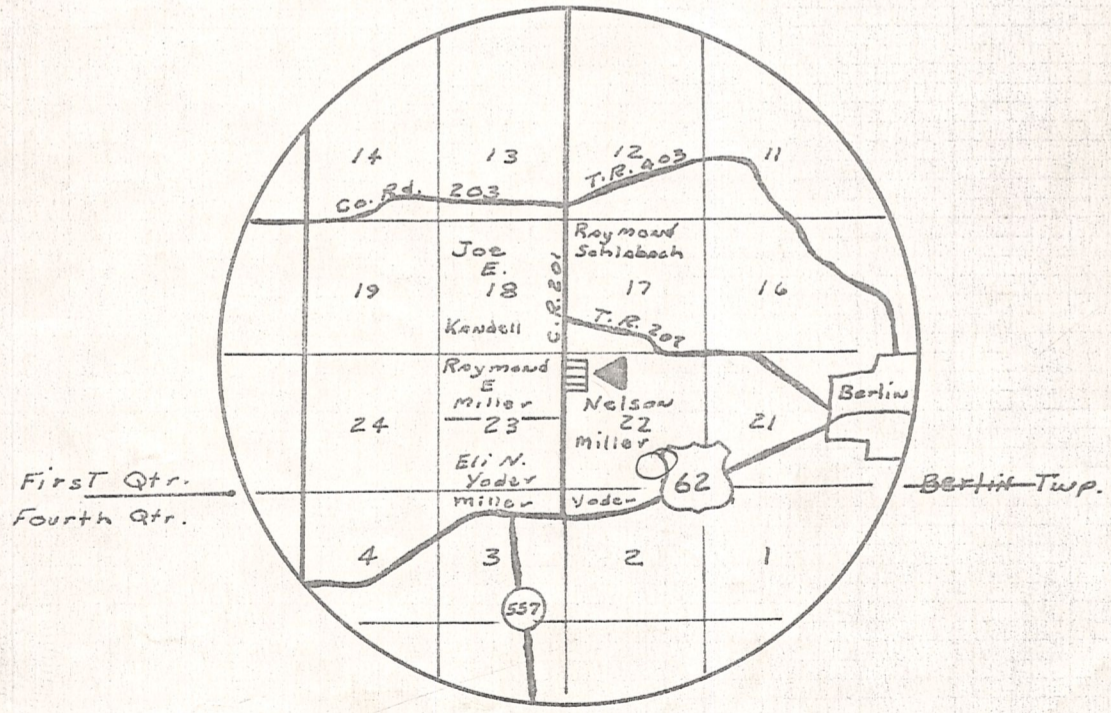 14 13 12 11
Co. Rd. 203 T.R. 403
Joe
E.
Raymond
Schlabach
19 18 17 16
C.R. 201
Kandell
T.R. 207
Raymond
E
Miller
Nelson
Berlin
24 23 22 21
Miller
Eli N.
Yoder
62
First Qtr.
Fourth Qtr.
Berlin Twp.
Miller Yoder
4 3 2 1
557